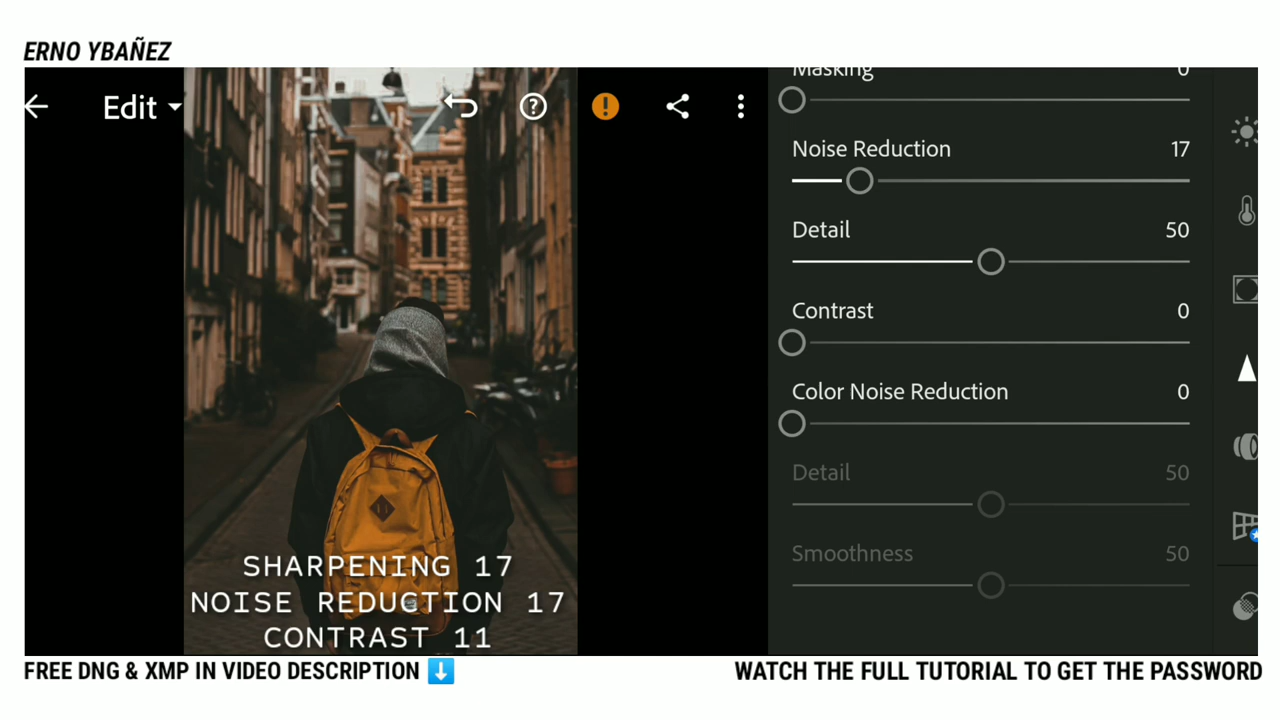 ERNO YBAÑEZ
Edit
Masking 0
Noise Reduction 17
Detail 50
Contrast 0
Color Noise Reduction 0
Detail 50
Smoothness 50
SHARPENING 17
NOISE REDUCTION 17
CONTRAST 11
FREE DNG & XMP IN VIDEO DESCRIPTION
WATCH THE FULL TUTORIAL TO GET THE PASSWORD